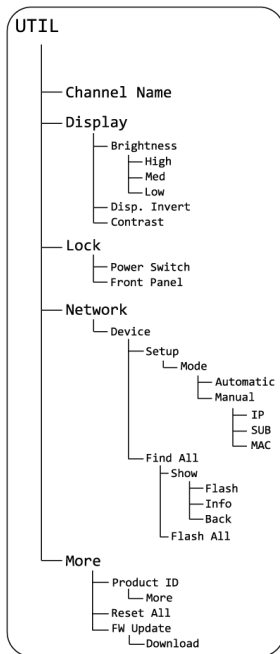 UTIL
Channel Name
Display
Brightness
High
Med
Low
Disp. Invert
Contrast
Lock
Power Switch
Front Panel
Network
Device
Setup
Mode
Automatic
Manual
IP
SUB
MAC
Find All
Show
Flash
Info
Back
Flash All
More
Product ID
More
Reset All
FW Update
Download